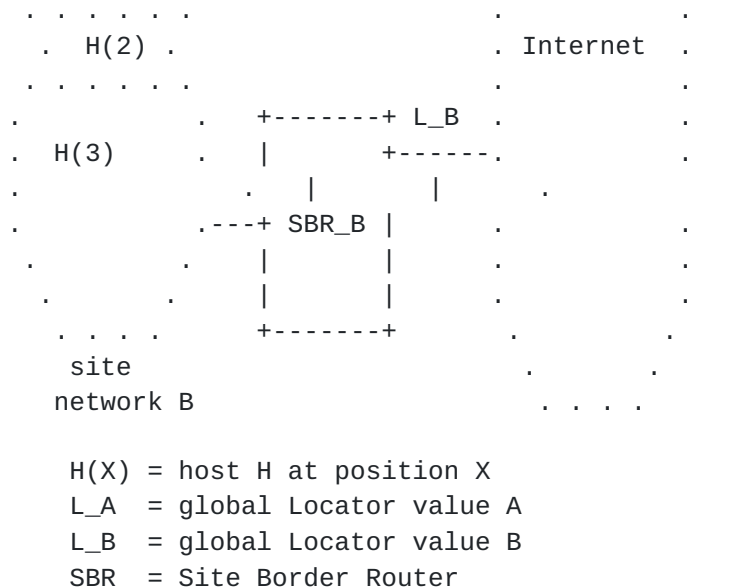 . . . . . .                   .           .
  .  H(2) .                    . Internet  .
 . . . . . .                   .           .
.           .   +-------+ L_B  .           .
.  H(3)     .   |       +------.           .
.              .   |       |      .
.           .---+ SBR_B |      .           .
 .         .    |       |      .           .
  .       .     |       |      .           .
   . . . .      +-------+       .         .
    site                         .       .
   network B                      . . . .

    H(X) = host H at position X
    L_A  = global Locator value A
    L_B  = global Locator value B
    SBR  = Site Border Router